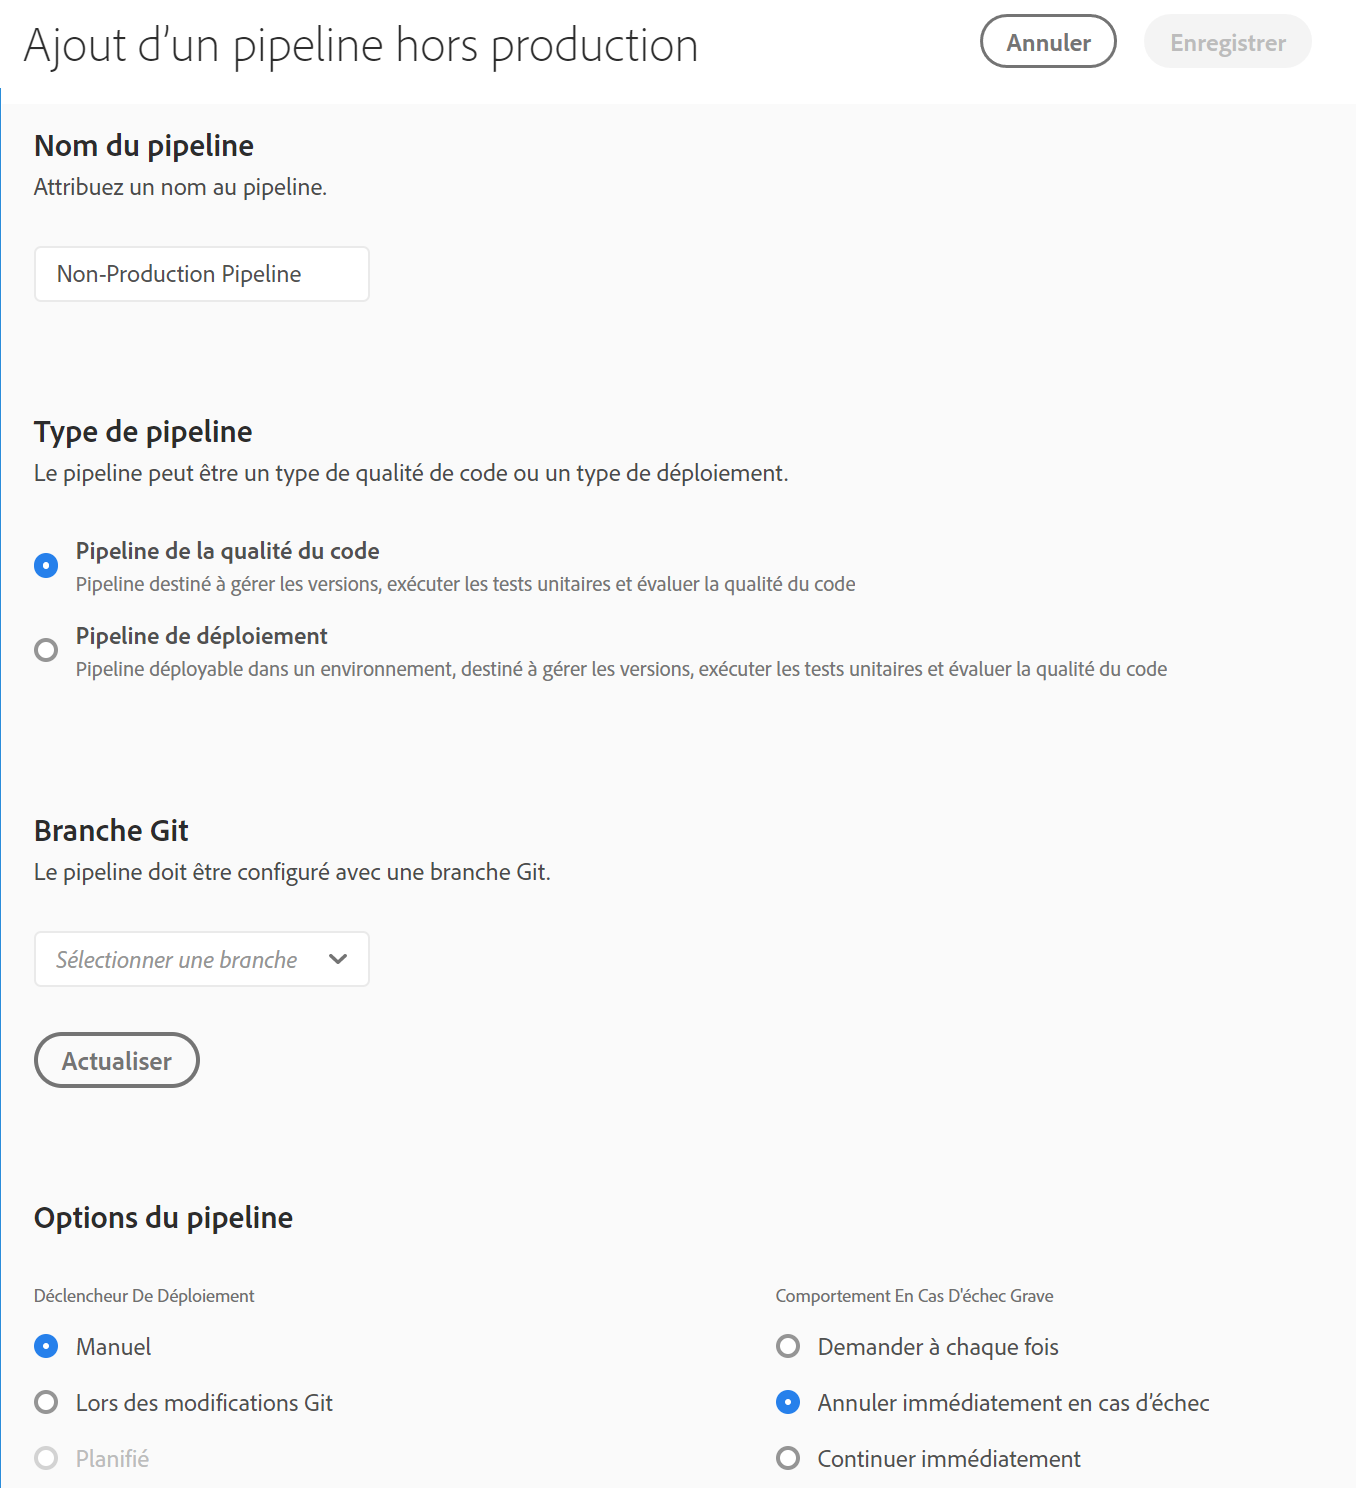 Ajout d’un pipeline hors production
Annuler
Enregistrer
Nom du pipeline
Attribuez un nom au pipeline.
Non-Production Pipeline
Type de pipeline
Le pipeline peut être un type de qualité de code ou un type de déploiement.
Pipeline de la qualité du code
Pipeline destiné à gérer les versions, exécuter les tests unitaires et évaluer la qualité du code
Pipeline de déploiement
Pipeline déployable dans un environnement, destiné à gérer les versions, exécuter les tests unitaires et évaluer la qualité du code
Branche Git
Le pipeline doit être configuré avec une branche Git.
Sélectionner une branche
Actualiser
Options du pipeline
Déclencheur De Déploiement
Manuel
Lors des modifications Git
Planifié
Comportement En Cas D'échec Grave
Demander à chaque fois
Annuler immédiatement en cas d’échec
Continuer immédiatement